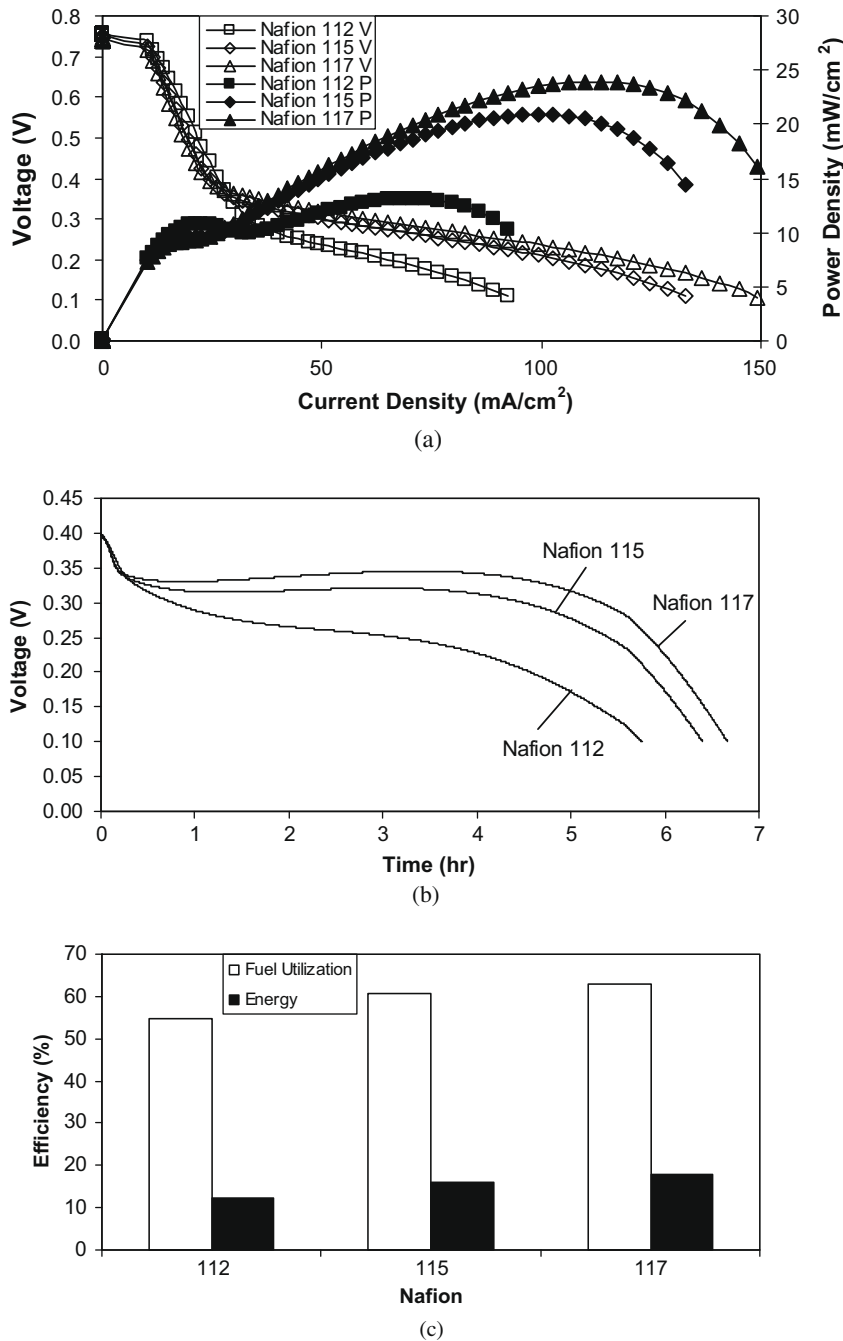 0.8
0.7
0.6
0.5
0.4
0.3
0.2
0.1
0.0
Voltage (V)
Nafion 112 V
Nafion 115 V
Nafion 117 V
Nafion 112 P
Nafion 115 P
Nafion 117 P
30
25
20
15
10
5
0
Power Density (mW/cm²)
0 50 100 150
Current Density (mA/cm²)
(a)
0.45
0.40
0.35
0.30
0.25
0.20
0.15
0.10
0.05
0.00
Voltage (V)
Nafion 115
Nafion 117
Nafion 112
0 1 2 3 4 5 6 7
Time (hr)
(b)
70
60
50
40
30
20
10
0
Efficiency (%)
Fuel Utilization
Energy
112 115 117
Nafion
(c)